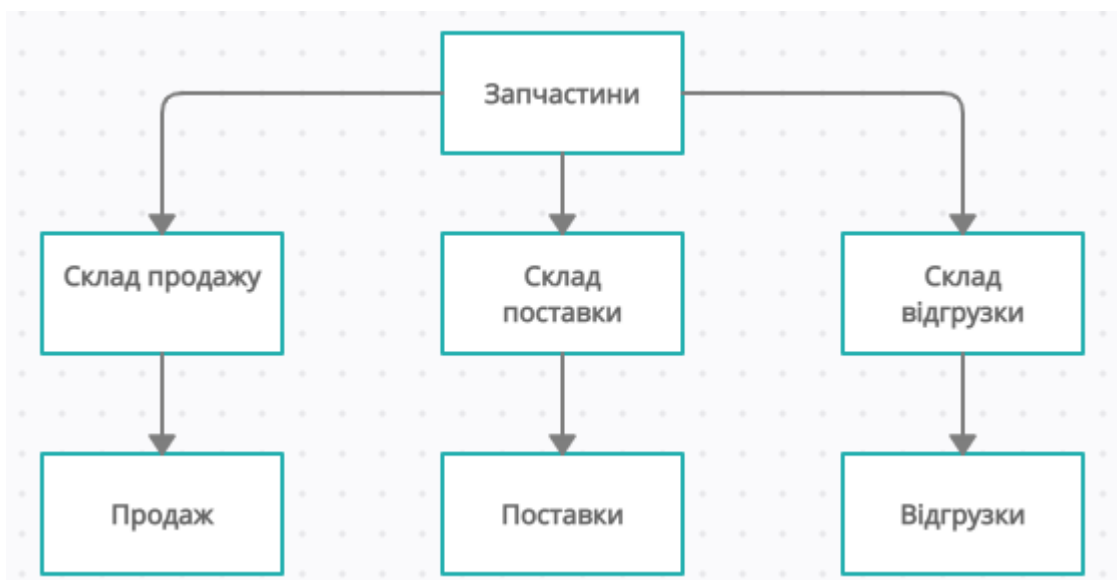 Запчастини
Склад продажу
Склад
поставки
Склад
відгрузки
Продаж
Поставки
Відгрузки